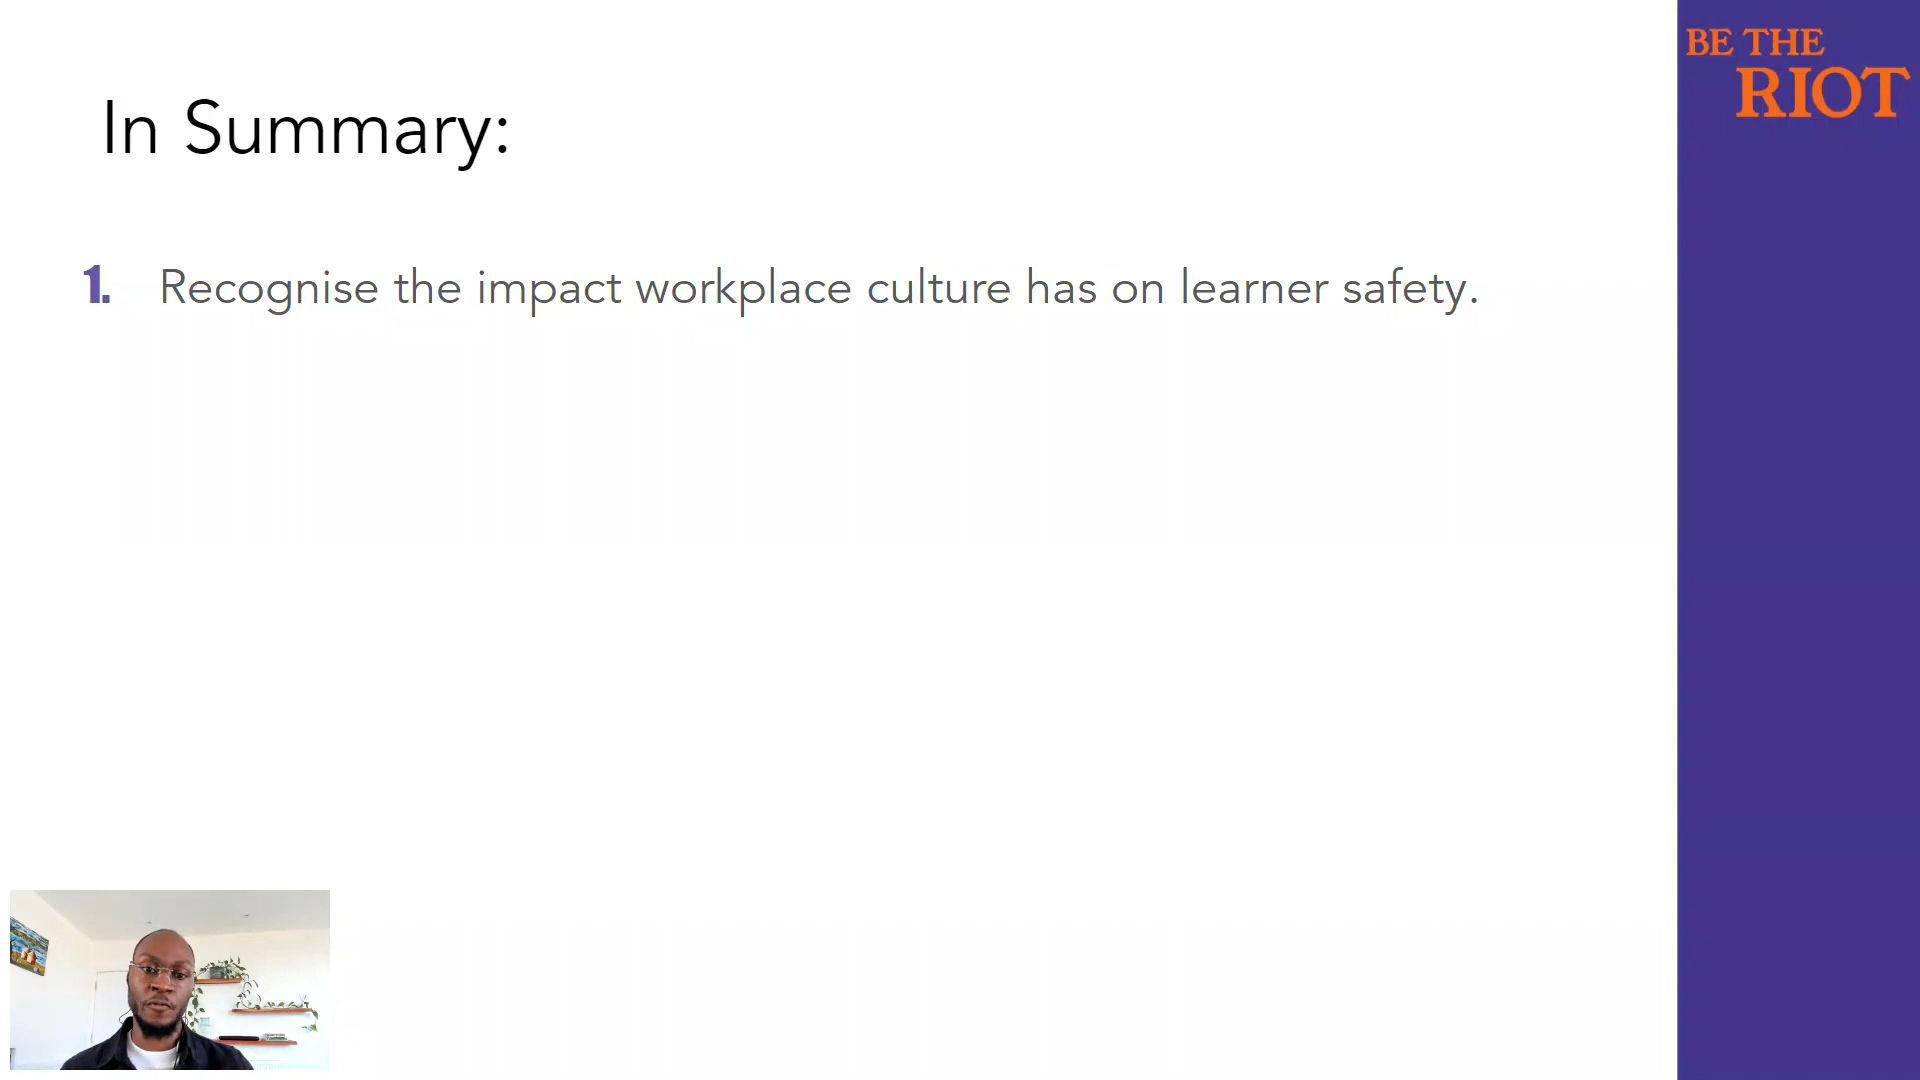 BE THE
RIOT
In Summary:
1. Recognise the impact workplace culture has on learner safety.